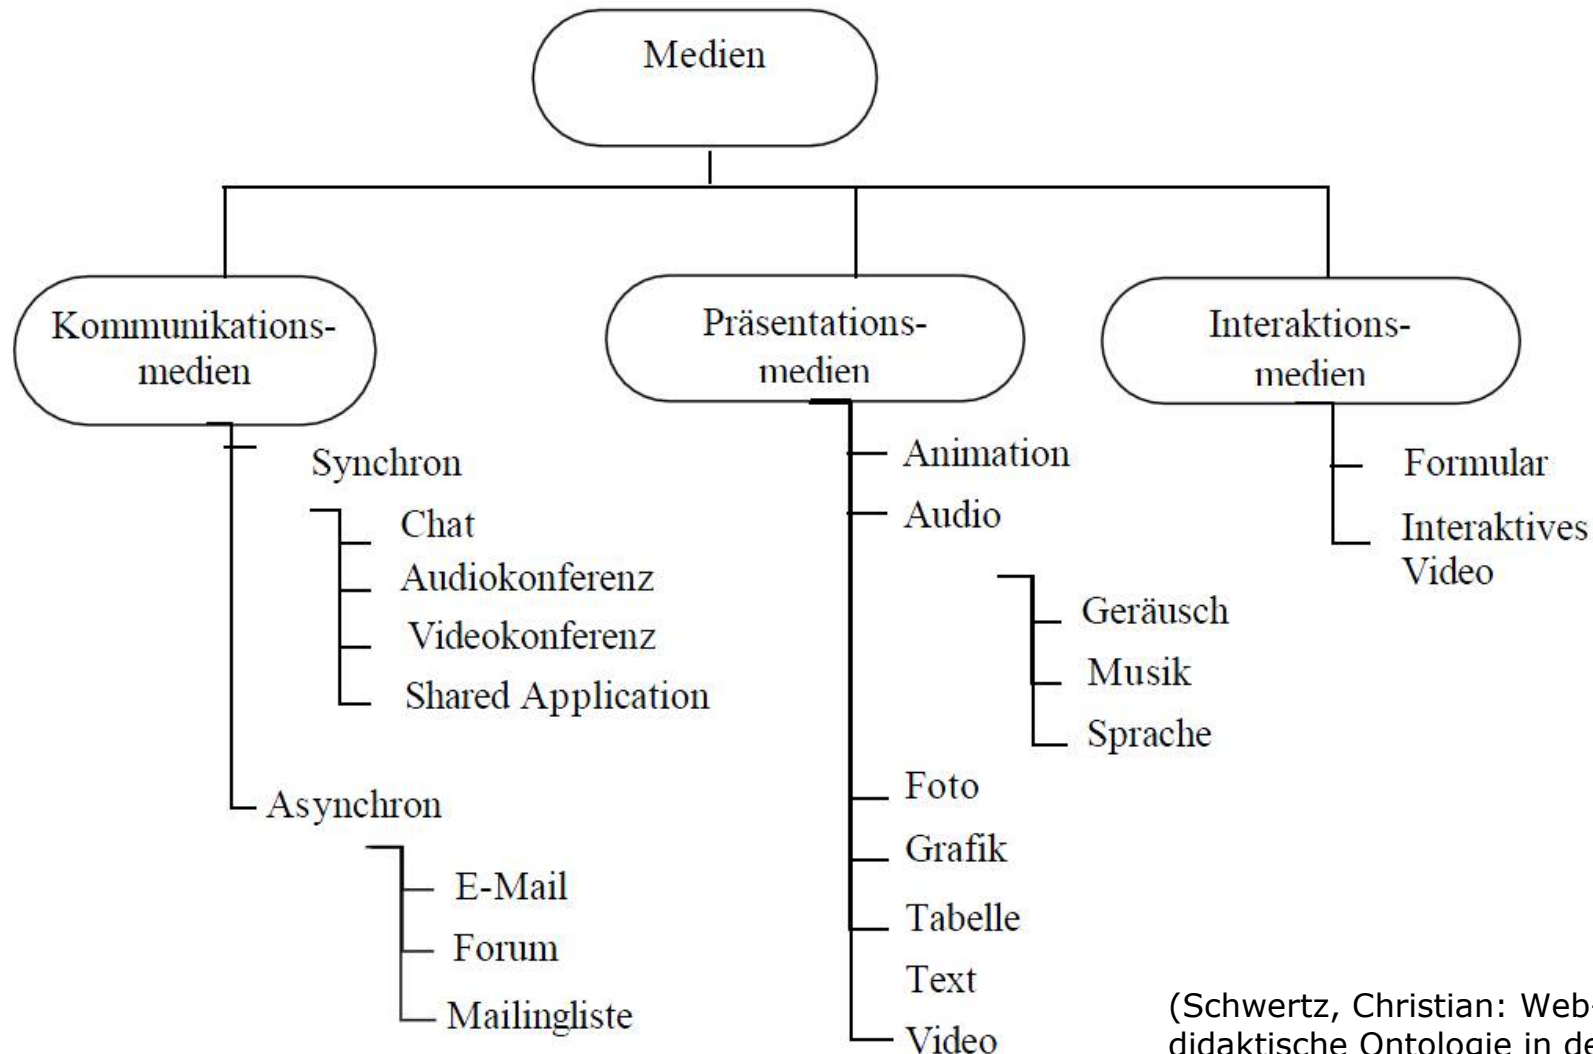 Medien
Kommunikations-
medien
Synchron
Chat
Audiokonferenz
Videokonferenz
Shared Application
Asynchron
E-Mail
Forum
Mailingliste
Präsentations-
medien
Animation
Audio
Geräusch
Musik
Sprache
Foto
Grafik
Tabelle
Text
Video
Interaktions-
medien
Formular
Interaktives
Video
(Schwertz, Christian: Web-
didaktische Ontologie in de